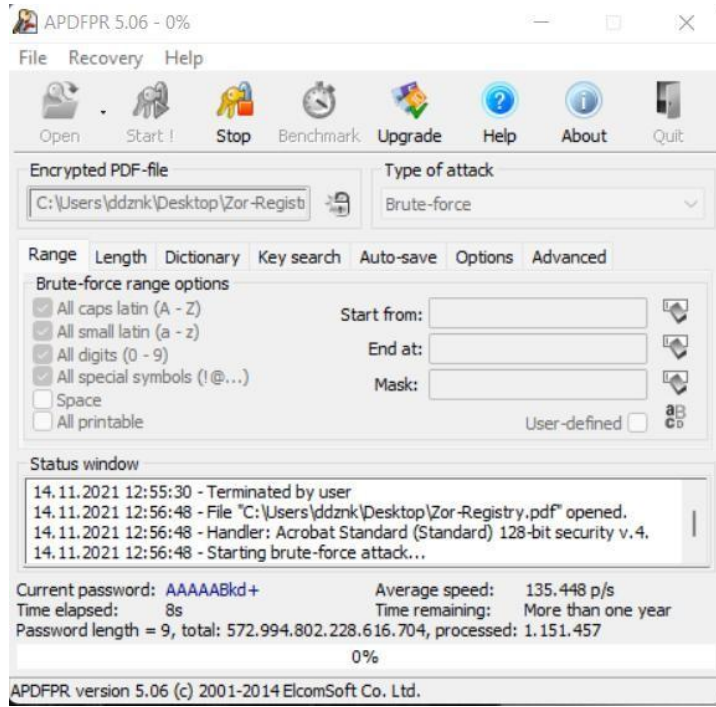 APDFPR 5.06 - 0%
File Recovery Help
Open Start ! Stop Benchmark Upgrade Help About Quit
Encrypted PDF-file
C:\Users\ddznk\Desktop\Zor-Registr
Type of attack
Brute-force
Range Length Dictionary Key search Auto-save Options Advanced
Brute-force range options
All caps latin (A - Z)
All small latin (a - z)
All digits (0 - 9)
All special symbols (!@...)
Space
All printable
Start from:
End at:
Mask:
User-defined
Status window
14.11.2021 12:55:30 - Terminated by user
14.11.2021 12:56:48 - File "C:\Users\ddznk\Desktop\Zor-Registry.pdf" opened.
14.11.2021 12:56:48 - Handler: Acrobat Standard (Standard) 128-bit security v.4.
14.11.2021 12:56:48 - Starting brute-force attack...
Current password: AAAAABkd+ Average speed: 135.448 p/s
Time elapsed: 8s Time remaining: More than one year
Password length = 9, total: 572.994.802.228.616.704, processed: 1.151.457
0%
APDFPR version 5.06 (c) 2001-2014 ElcomSoft Co. Ltd.